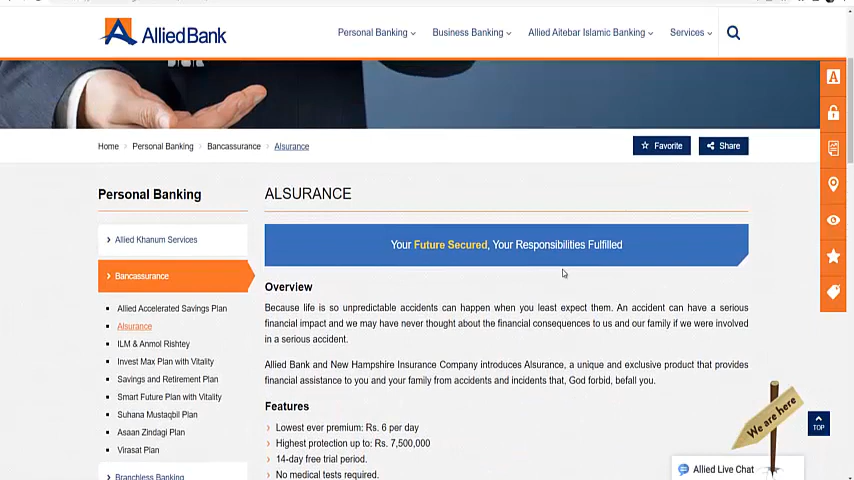 Allied Bank
Personal Banking
Business Banking
Allied Aitebar Islamic Banking
Services
Home > Personal Banking > Bancassurance > Alsurance
Favorite
Share
Personal Banking
Allied Khanum Services
Bancassurance
Allied Accelerated Savings Plan
Alsurance
ILM & Anmol Rishtey
Invest Max Plan with Vitality
Savings and Retirement Plan
Smart Future Plan with Vitality
Suhana Mustaqbil Plan
Asaan Zindagi Plan
Virasat Plan
Branchless Banking
ALSURANCE
Your Future Secured, Your Responsibilities Fulfilled
Overview
Because life is so unpredictable accidents can happen when you least expect them. An accident can have a serious
financial impact and we may have never thought about the financial consequences to us and our family if we were involved
in a serious accident.
Allied Bank and New Hampshire Insurance Company introduces Alsurance, a unique and exclusive product that provides
financial assistance to you and your family from accidents and incidents that, God forbid, befall you.
Features
Lowest ever premium: Rs. 6 per day
Highest protection up to: Rs. 7,500,000
14-day free trial period.
No medical tests required.
We are here
TOP
Allied Live Chat